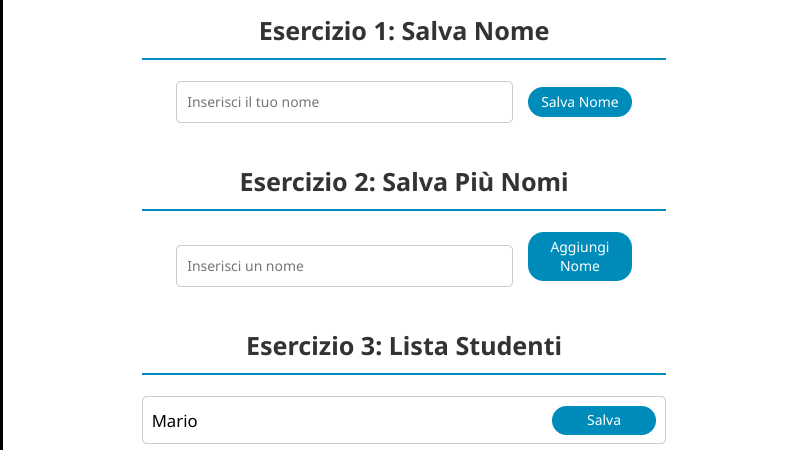 Esercizio 1: Salva Nome
Inserisci il tuo nome
Salva Nome
Esercizio 2: Salva Più Nomi
Inserisci un nome
Aggiungi
Nome
Esercizio 3: Lista Studenti
Mario
Salva